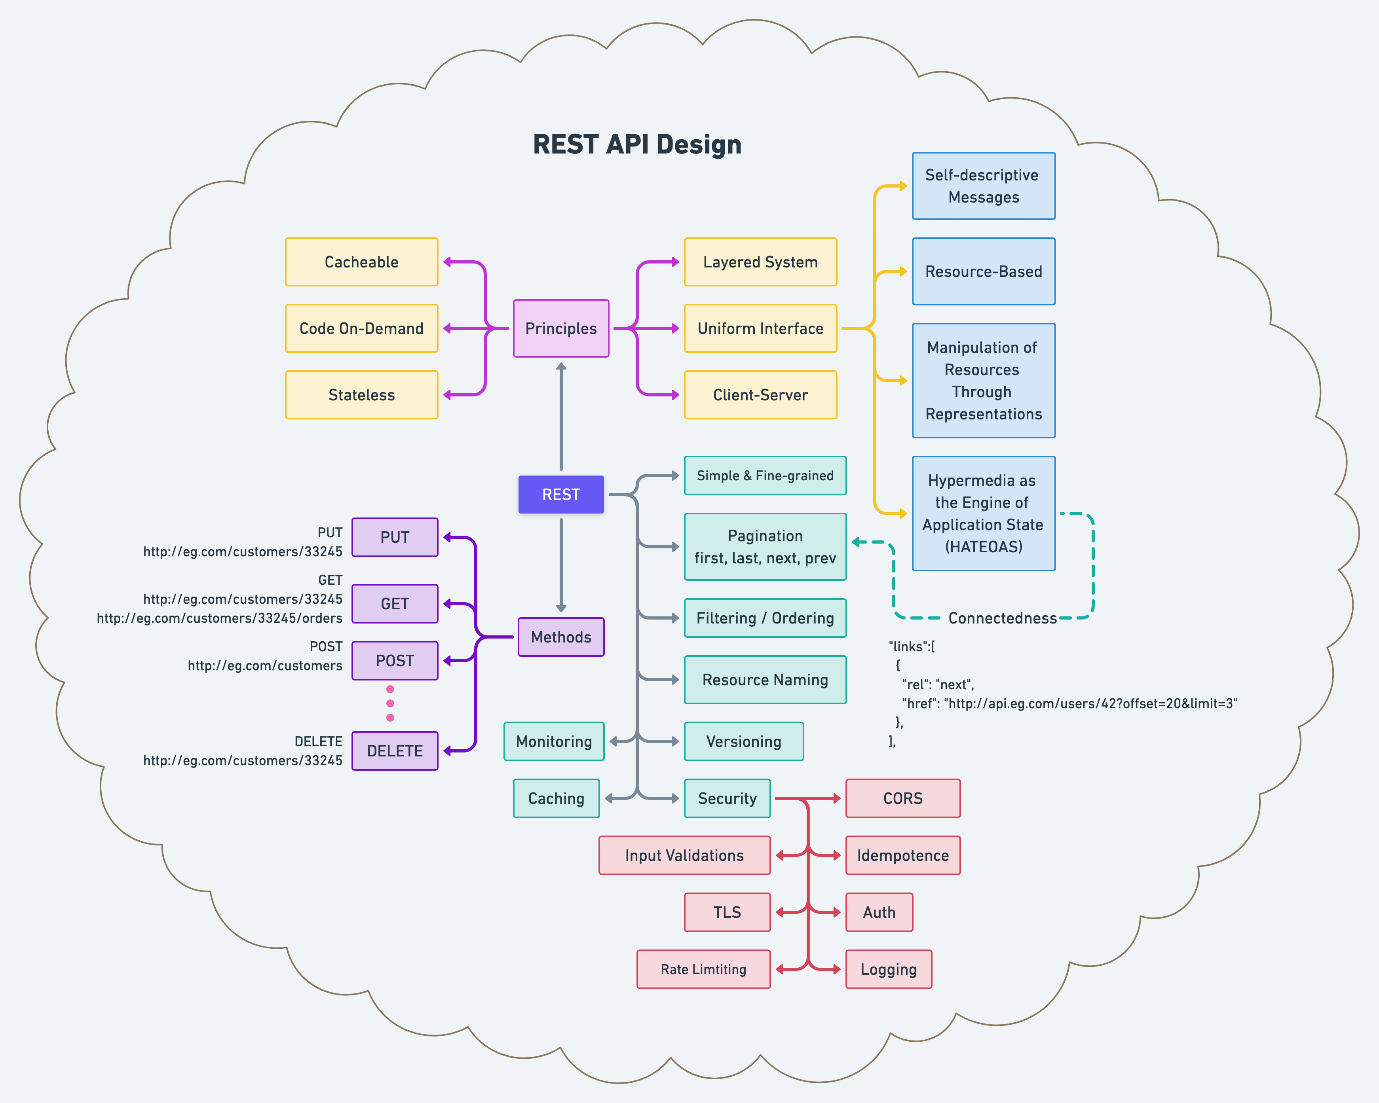 REST API Design
Cacheable
Code On-Demand
Stateless
Principles
Layered System
Uniform Interface
Client-Server
Self-descriptive
Messages
Resource-Based
Manipulation of
Resources
Through
Representations
Hypermedia as
the Engine of
Application State
(HATEOAS)
REST
Simple & Fine-grained
Pagination
first, last, next, prev
Filtering / Ordering
Resource Naming
Monitoring
Versioning
Caching
Security
Connectedness
"links":[
{
"rel": "next",
"href": "http://api.eg.com/users/42?offset=20&limit=3"
},
],
Methods
PUT
http://eg.com/customers/33245
PUT
GET
http://eg.com/customers/33245
http://eg.com/customers/33245/orders
GET
POST
http://eg.com/customers
POST
DELETE
http://eg.com/customers/33245
DELETE
CORS
Input Validations
Idempotence
TLS
Auth
Rate Limtiting
Logging